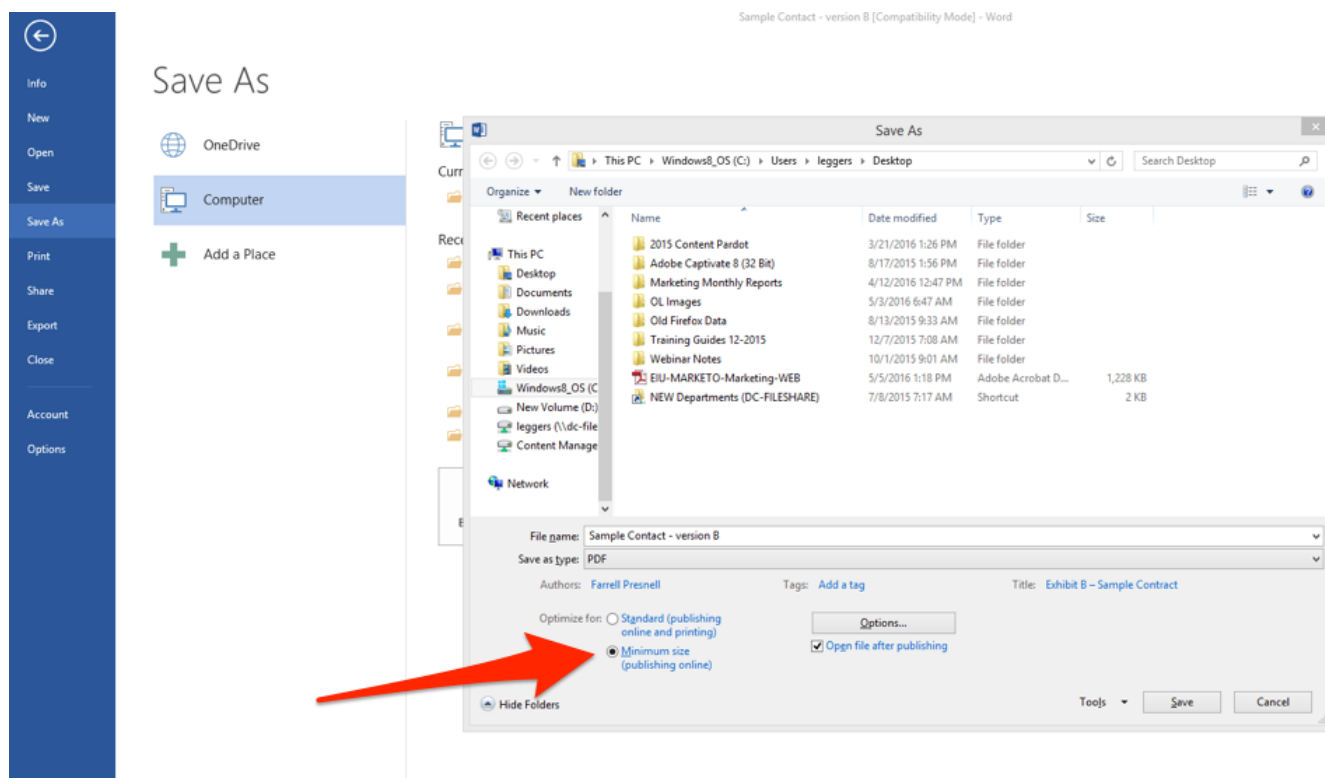 Sample Contact - version B [Compatibility Mode] - Word
Info
New
Open
Save
Save As
Print
Share
Export
Close
Account
Options
Save As
OneDrive
Computer
Add a Place
Curr
Rece
E
Save As
This PC Windows8_OS (C:) Users leggers Desktop
Search Desktop
Organize New folder
Recent places
This PC
Desktop
Documents
Downloads
Music
Pictures
Videos
Windows8_OS (C
New Volume (D:)
leggers (\\dc-file
Content Manage
Network
Name Date modified Type Size
2015 Content Pardot 3/21/2016 1:26 PM File folder
Adobe Captivate 8 (32 Bit) 8/17/2015 1:56 PM File folder
Marketing Monthly Reports 4/12/2016 12:47 PM File folder
OL Images 5/3/2016 6:47 AM File folder
Old Firefox Data 8/13/2015 9:33 AM File folder
Training Guides 12-2015 12/7/2015 7:08 AM File folder
Webinar Notes 10/1/2015 9:01 AM File folder
EIU-MARKETO-Marketing-WEB 5/5/2016 1:18 PM Adobe Acrobat D... 1,228 KB
NEW Departments (DC-FILESHARE) 7/8/2015 7:17 AM Shortcut 2 KB
File name: Sample Contact - version B
Save as type: PDF
Authors: Farrell Presnell Tags: Add a tag Title: Exhibit B – Sample Contract
Optimize for: Standard (publishing
online and printing)
Minimum size
(publishing online)
Options...
Open file after publishing
Hide Folders
Tools Save Cancel